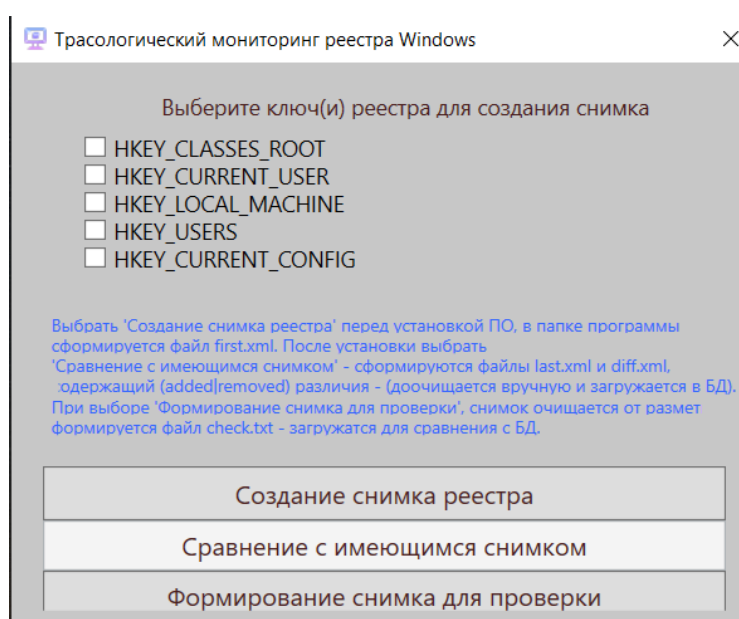 Трасологический мониторинг реестра Windows
Выберите ключ(и) реестра для создания снимка
HKEY_CLASSES_ROOT
HKEY_CURRENT_USER
HKEY_LOCAL_MACHINE
HKEY_USERS
HKEY_CURRENT_CONFIG
Выбрать 'Создание снимка реестра' перед установкой ПО, в папке программы
сформируется файл first.xml. После установки выбрать
'Сравнение с имеющимся снимком' - сформируются файлы last.xml и diff.xml,
содержащий (added|removed) различия - (доочищается вручную и загружается в БД).
При выборе 'Формирование снимка для проверки', снимок очищается от размет
формируется файл check.txt - загружатся для сравнения с БД.
Создание снимка реестра
Сравнение с имеющимся снимком
Формирование снимка для проверки